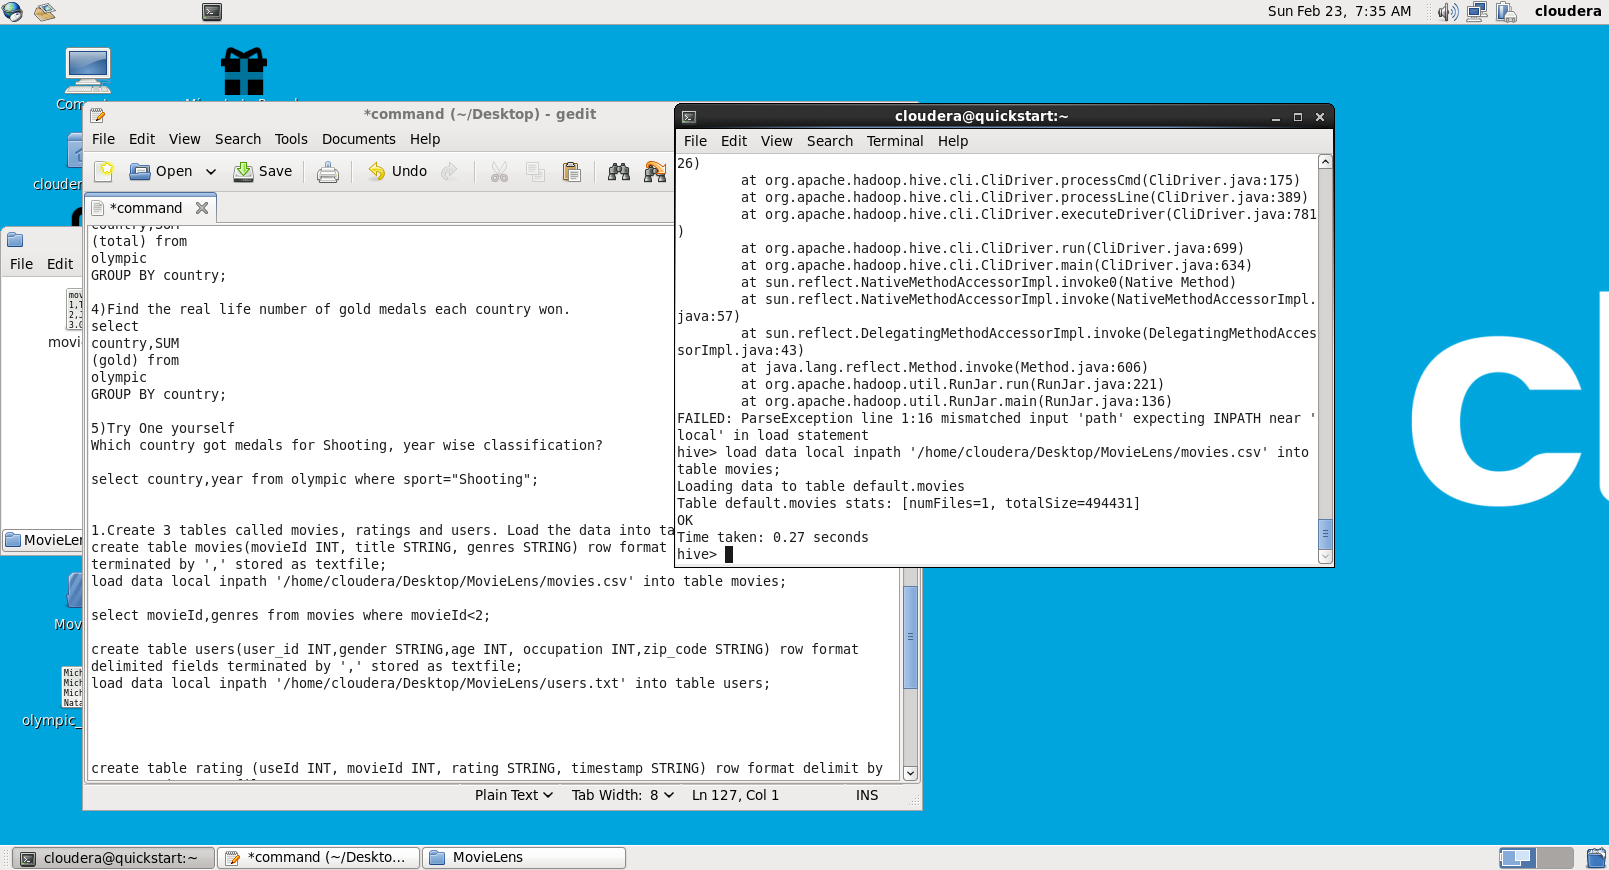 Sun Feb 23, 7:35 AM
cloudera
*command (~/Desktop) - gedit
File Edit View Search Tools Documents Help
Open Save Undo
*command
(total) from
olympic
GROUP BY country;
4)Find the real life number of gold medals each country won.
select
country,SUM
(gold) from
olympic
GROUP BY country;
5)Try One yourself
Which country got medals for Shooting, year wise classification?
select country,year from olympic where sport="Shooting";
1.Create 3 tables called movies, ratings and users. Load the data into ta
create table movies(movieId INT, title STRING, genres STRING) row format
terminated by ',' stored as textfile;
load data local inpath '/home/cloudera/Desktop/MovieLens/movies.csv' into table movies;
select movieId,genres from movies where movieId<2;
create table users(user_id INT,gender STRING,age INT, occupation INT,zip_code STRING) row format
delimited fields terminated by ',' stored as textfile;
load data local inpath '/home/cloudera/Desktop/MovieLens/users.txt' into table users;
create table rating (useId INT, movieId INT, rating STRING, timestamp STRING) row format delimit by
Plain Text Tab Width: 8 Ln 127, Col 1 INS
cloudera@quickstart:~
File Edit View Search Terminal Help
26)
at org.apache.hadoop.hive.cli.CliDriver.processCmd(CliDriver.java:175)
at org.apache.hadoop.hive.cli.CliDriver.processLine(CliDriver.java:389)
at org.apache.hadoop.hive.cli.CliDriver.executeDriver(CliDriver.java:781
)
at org.apache.hadoop.hive.cli.CliDriver.run(CliDriver.java:699)
at org.apache.hadoop.hive.cli.CliDriver.main(CliDriver.java:634)
at sun.reflect.NativeMethodAccessorImpl.invoke0(Native Method)
at sun.reflect.NativeMethodAccessorImpl.invoke(NativeMethodAccessorImpl.
java:57)
at sun.reflect.DelegatingMethodAccessorImpl.invoke(DelegatingMethodAcces
sorImpl.java:43)
at java.lang.reflect.Method.invoke(Method.java:606)
at org.apache.hadoop.util.RunJar.run(RunJar.java:221)
at org.apache.hadoop.util.RunJar.main(RunJar.java:136)
FAILED: ParseException line 1:16 mismatched input 'path' expecting INPATH near '
local' in load statement
hive> load data local inpath '/home/cloudera/Desktop/MovieLens/movies.csv' into
table movies;
Loading data to table default.movies
Table default.movies stats: [numFiles=1, totalSize=494431]
OK
Time taken: 0.27 seconds
hive>
File Edit
MovieLen
olympic_
cl
cloudera@quickstart:~
*command (~/Deskto...
MovieLens